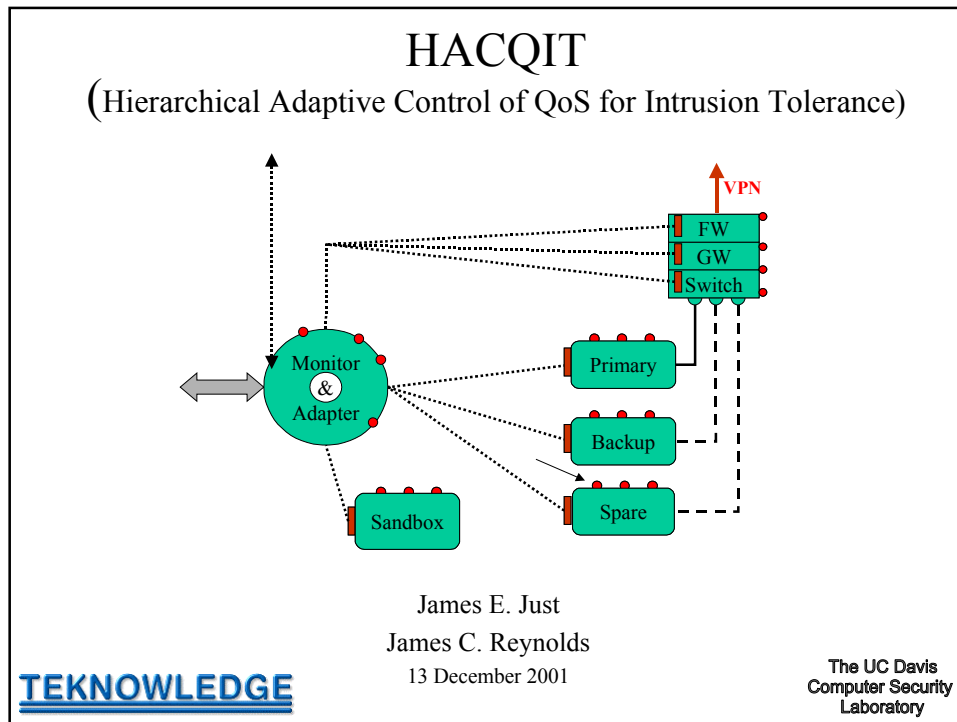 HACQIT
(Hierarchical Adaptive Control of QoS for Intrusion Tolerance)
VPN
FW
GW
Switch
Monitor
&
Adapter
Primary
Backup
Spare
Sandbox
James E. Just
James C. Reynolds
13 December 2001
TEKNOWLEDGE
The UC Davis
Computer Security
Laboratory